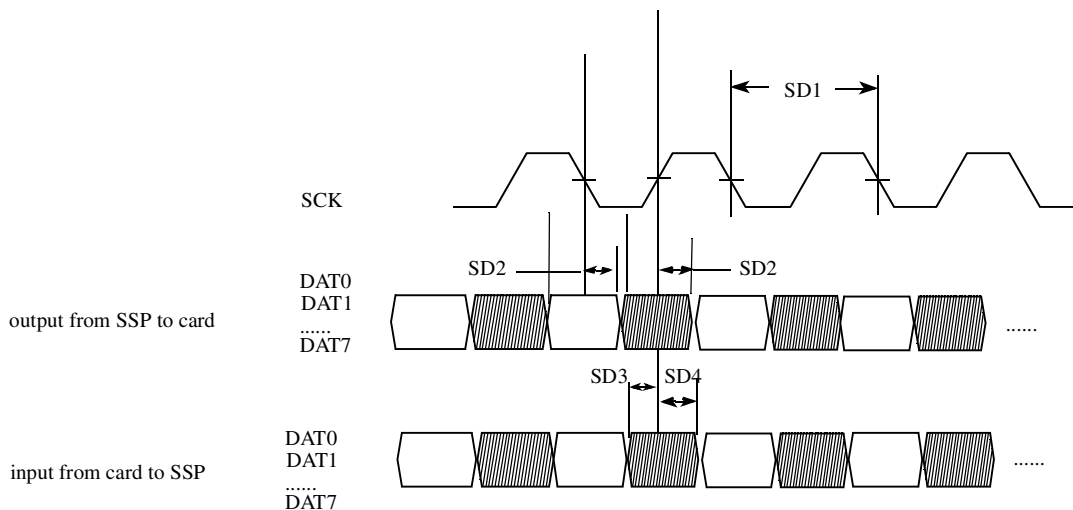 SD1
SCK
SD2 SD2
DAT0
DAT1
output from SSP to card ...... ......
DAT7
SD3 SD4
DAT0
DAT1
input from card to SSP ......
......
DAT7